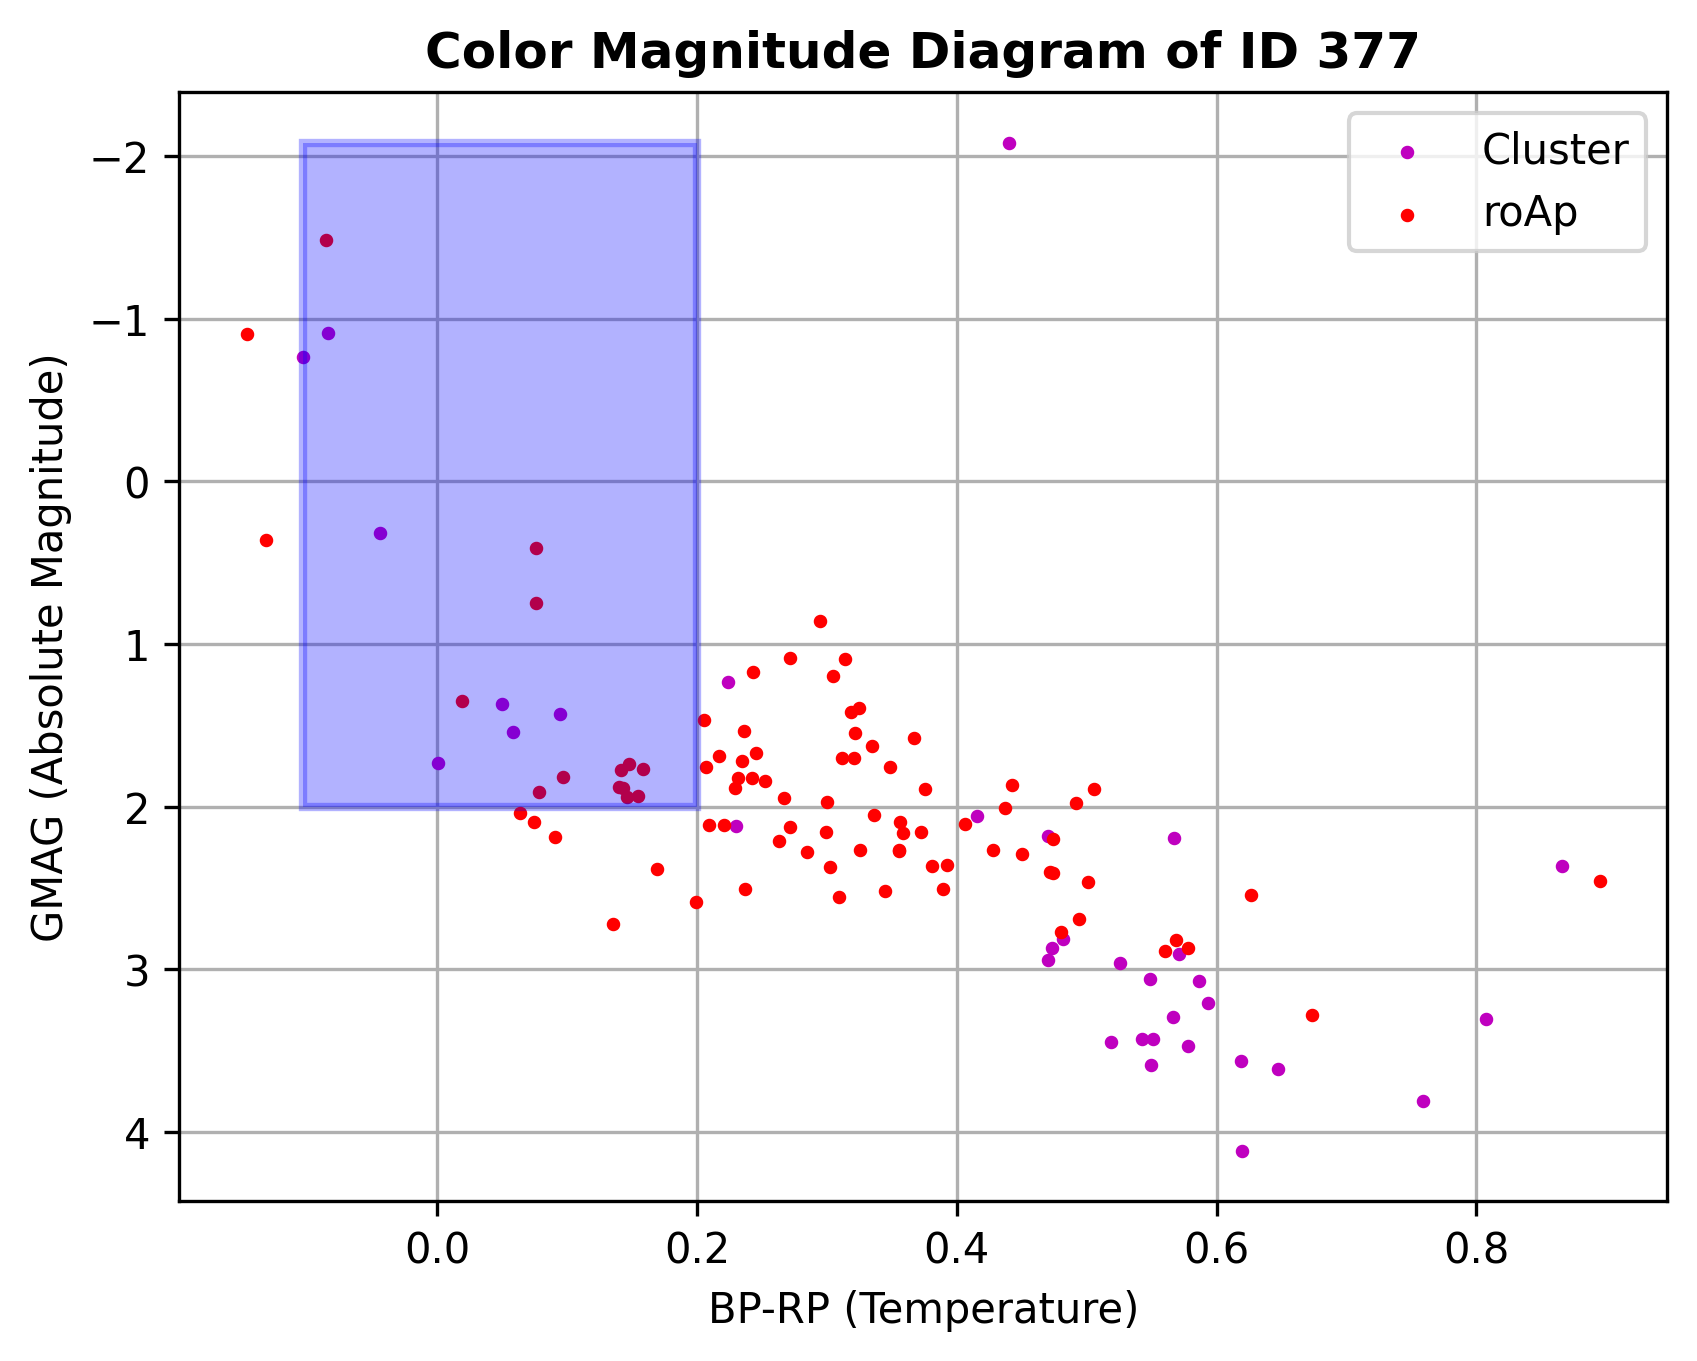 Color Magnitude Diagram of ID 377
Cluster
roAp
−2
−1
0
1
2
3
4
GMAG (Absolute Magnitude)
0.0 0.2 0.4 0.6 0.8
BP-RP (Temperature)